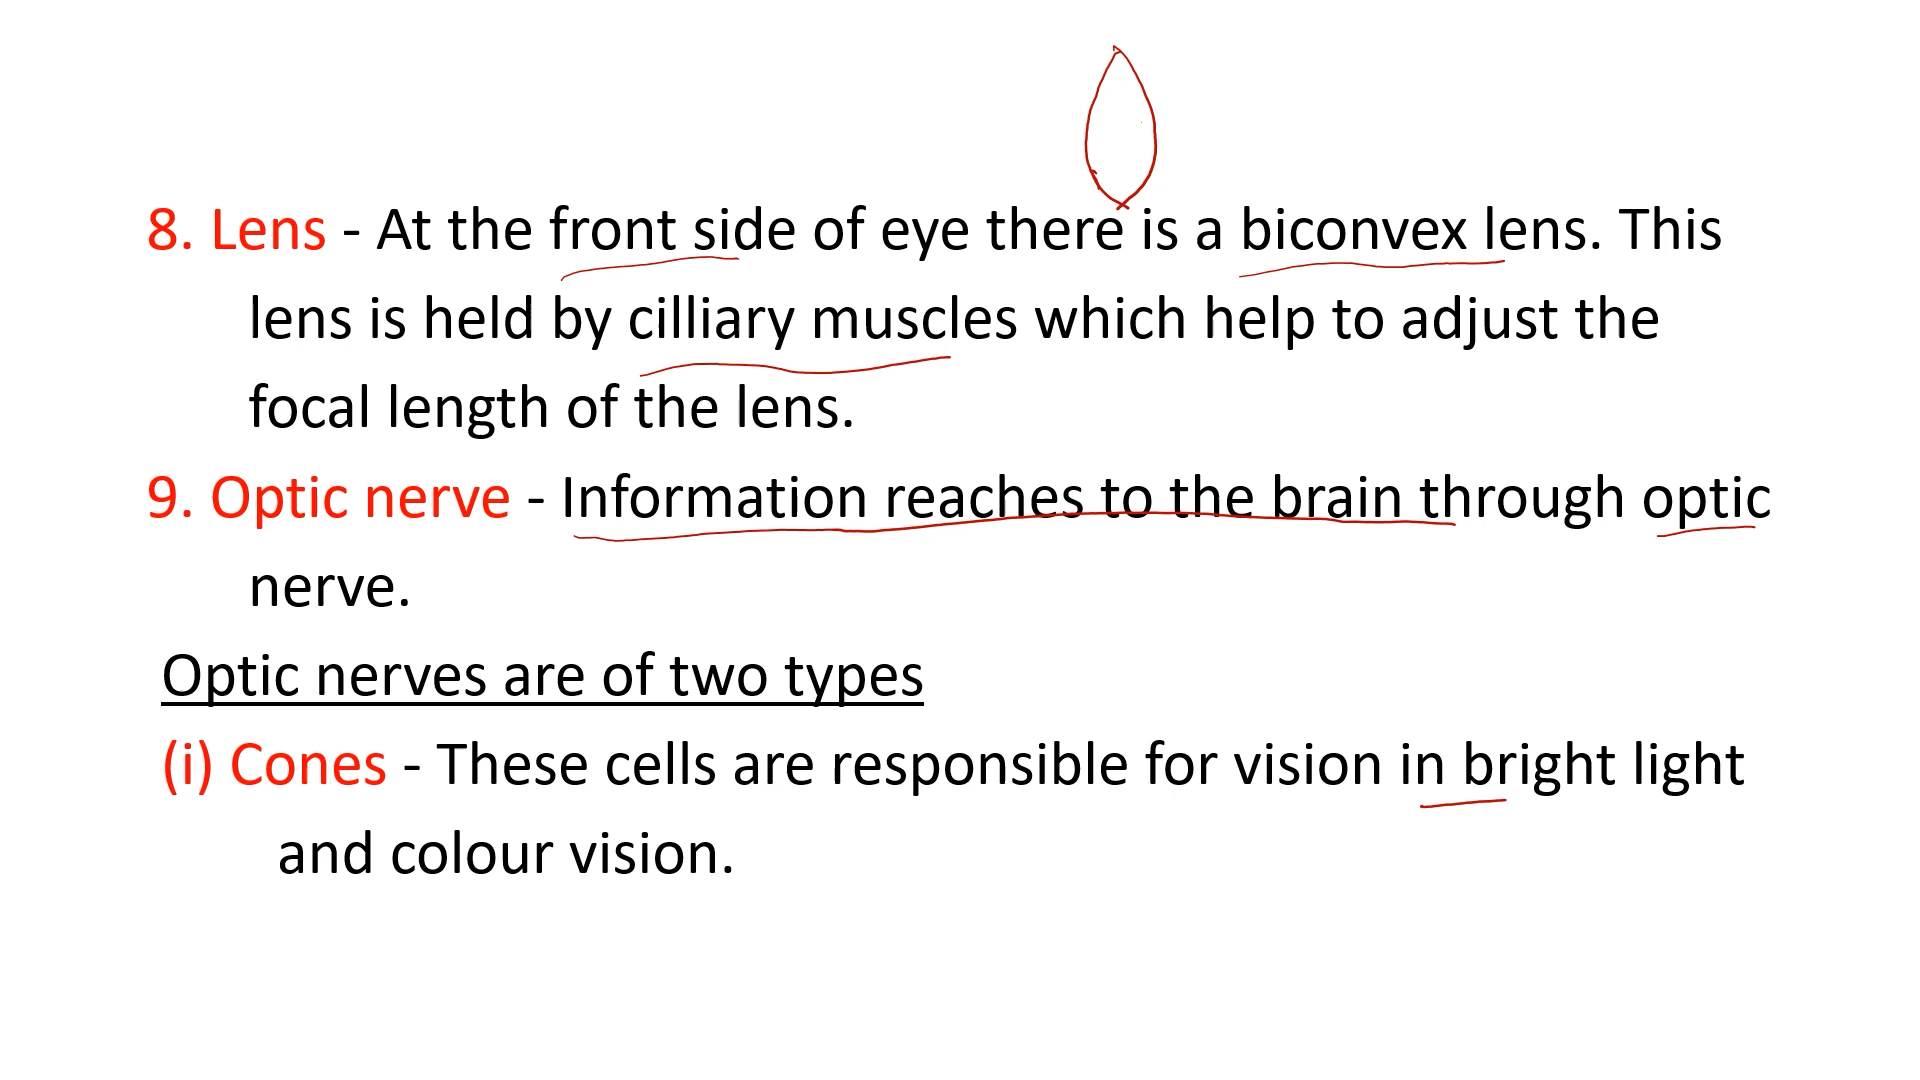 8. Lens - At the front side of eye there is a biconvex lens. This
lens is held by cilliary muscles which help to adjust the
focal length of the lens.
9. Optic nerve - Information reaches to the brain through optic
nerve.
Optic nerves are of two types
(i) Cones - These cells are responsible for vision in bright light
and colour vision.